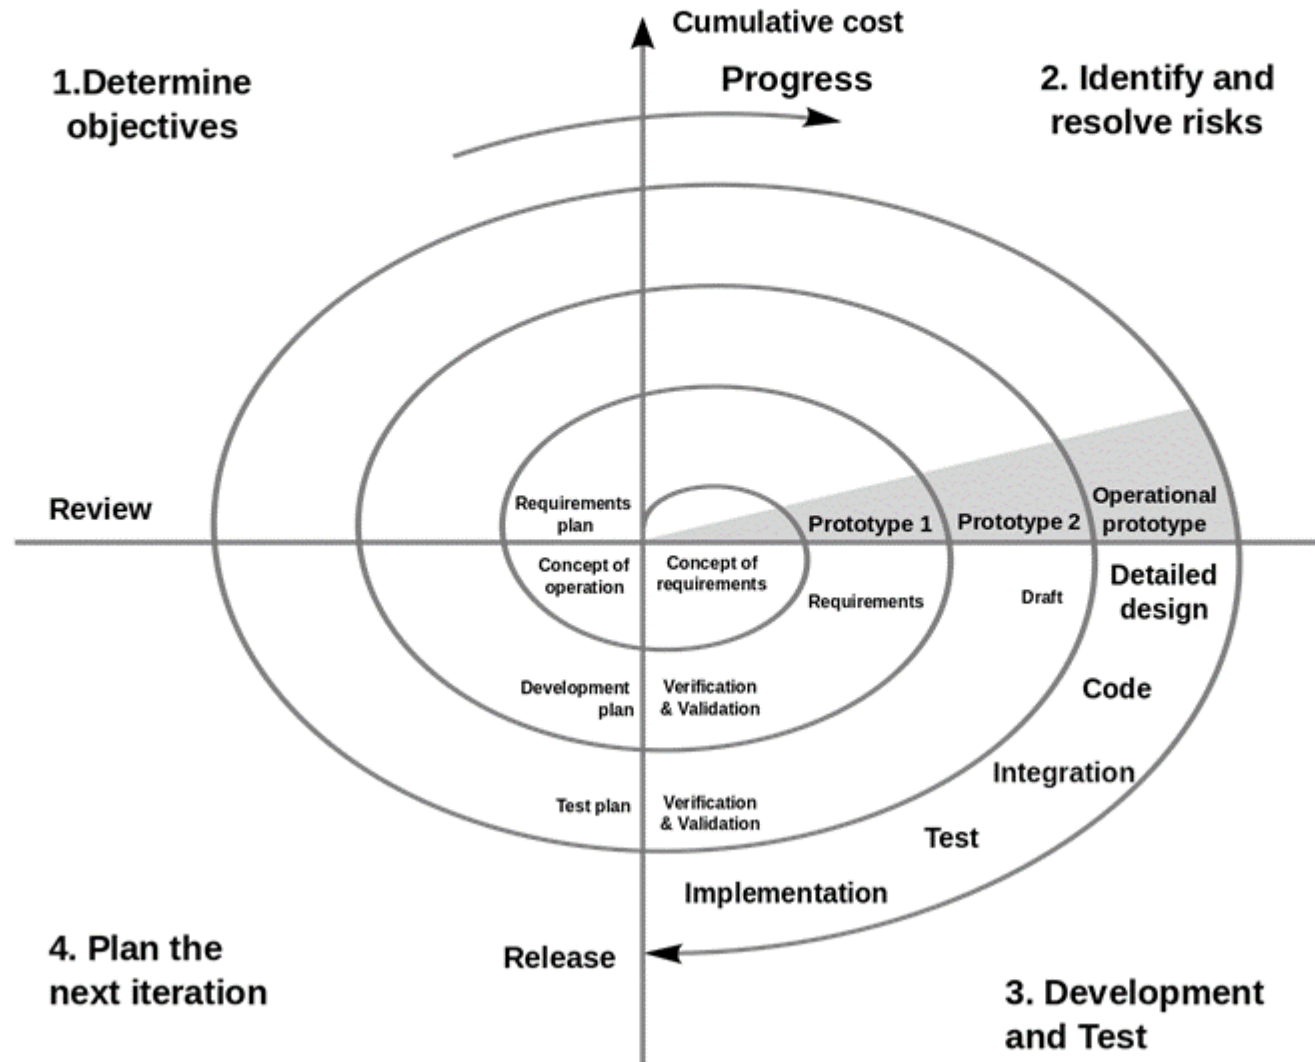 Cumulative cost
Progress
1.Determine
objectives
2. Identify and
resolve risks
Review
Requirements
plan
Prototype 1
Prototype 2
Operational
prototype
Concept of
operation
Concept of
requirements
Requirements
Draft
Detailed
design
Development
plan
Verification
& Validation
Code
Integration
Test plan
Verification
& Validation
Test
Implementation
Release
4. Plan the
next iteration
3. Development
and Test